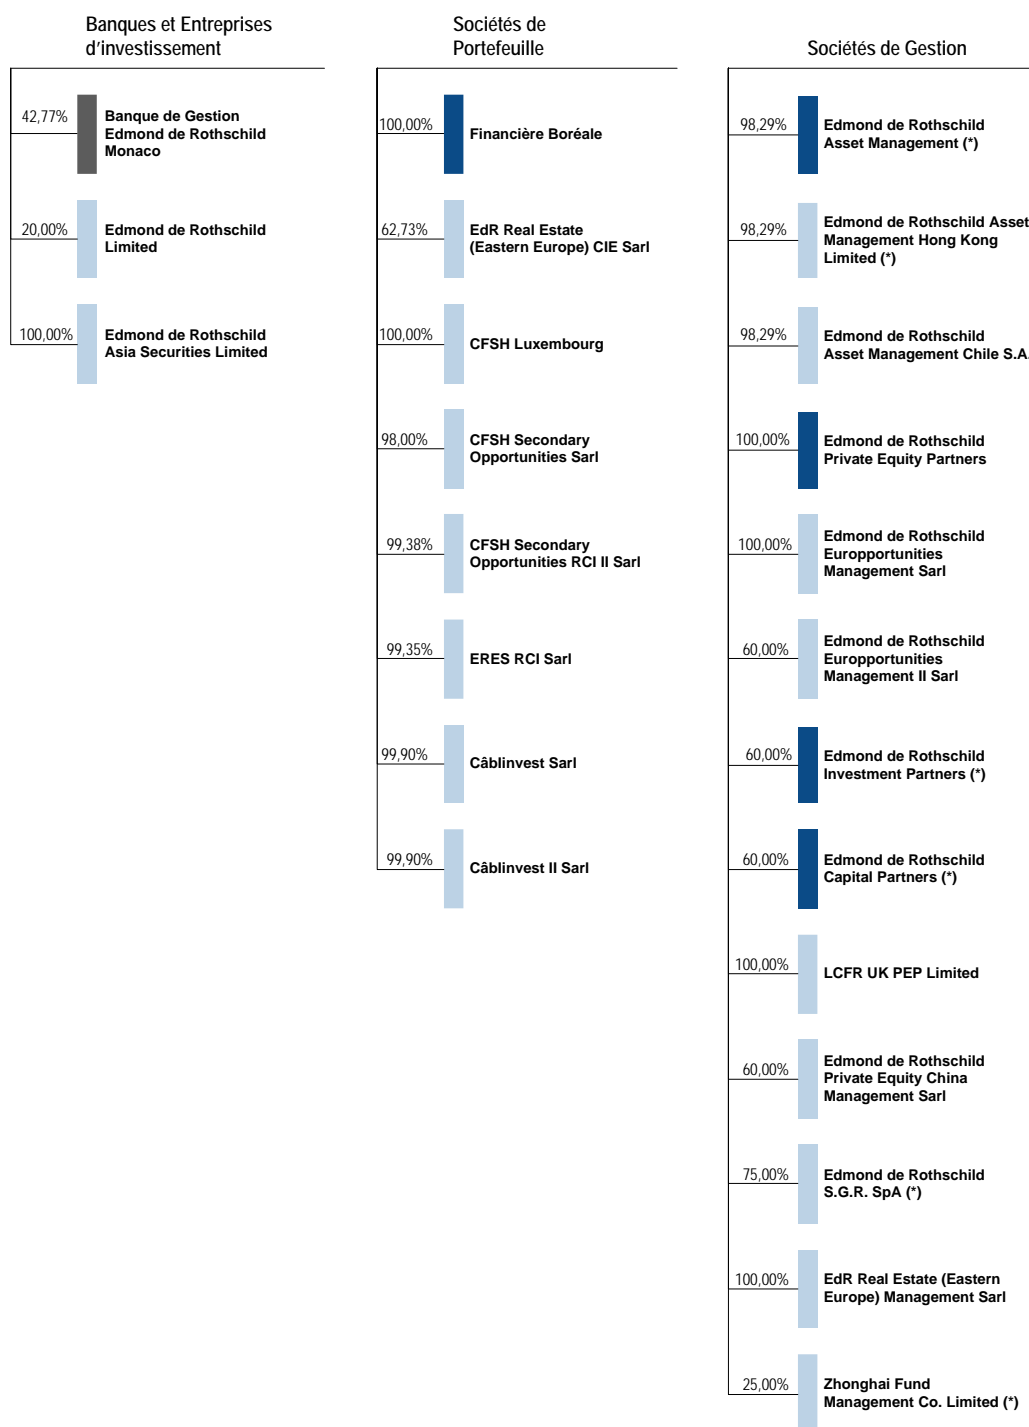 Banques et Entreprises
d'investissement
42,77%
Banque de Gestion
Edmond de Rothschild
Monaco
20,00%
Edmond de Rothschild
Limited
100,00%
Edmond de Rothschild
Asia Securities Limited
Sociétés de
Portefeuille
100,00%
Financière Boréale
62,73%
EdR Real Estate
(Eastern Europe) CIE Sarl
100,00%
CFSH Luxembourg
98,00%
CFSH Secondary
Opportunities Sarl
99,38%
CFSH Secondary
Opportunities RCI II Sarl
99,35%
ERES RCI Sarl
99,90%
Câblinvest Sarl
99,90%
Câblinvest II Sarl
Sociétés de Gestion
98,29%
Edmond de Rothschild
Asset Management (*)
98,29%
Edmond de Rothschild Asset
Management Hong Kong
Limited (*)
98,29%
Edmond de Rothschild
Asset Management Chile S.A.
100,00%
Edmond de Rothschild
Private Equity Partners
100,00%
Edmond de Rothschild
Europportunities
Management Sarl
60,00%
Edmond de Rothschild
Europportunities
Management II Sarl
60,00%
Edmond de Rothschild
Investment Partners (*)
60,00%
Edmond de Rothschild
Capital Partners (*)
100,00%
LCFR UK PEP Limited
60,00%
Edmond de Rothschild
Private Equity China
Management Sarl
75,00%
Edmond de Rothschild
S.G.R. SpA (*)
100,00%
EdR Real Estate (Eastern
Europe) Management Sarl
25,00%
Zhonghai Fund
Management Co. Limited (*)